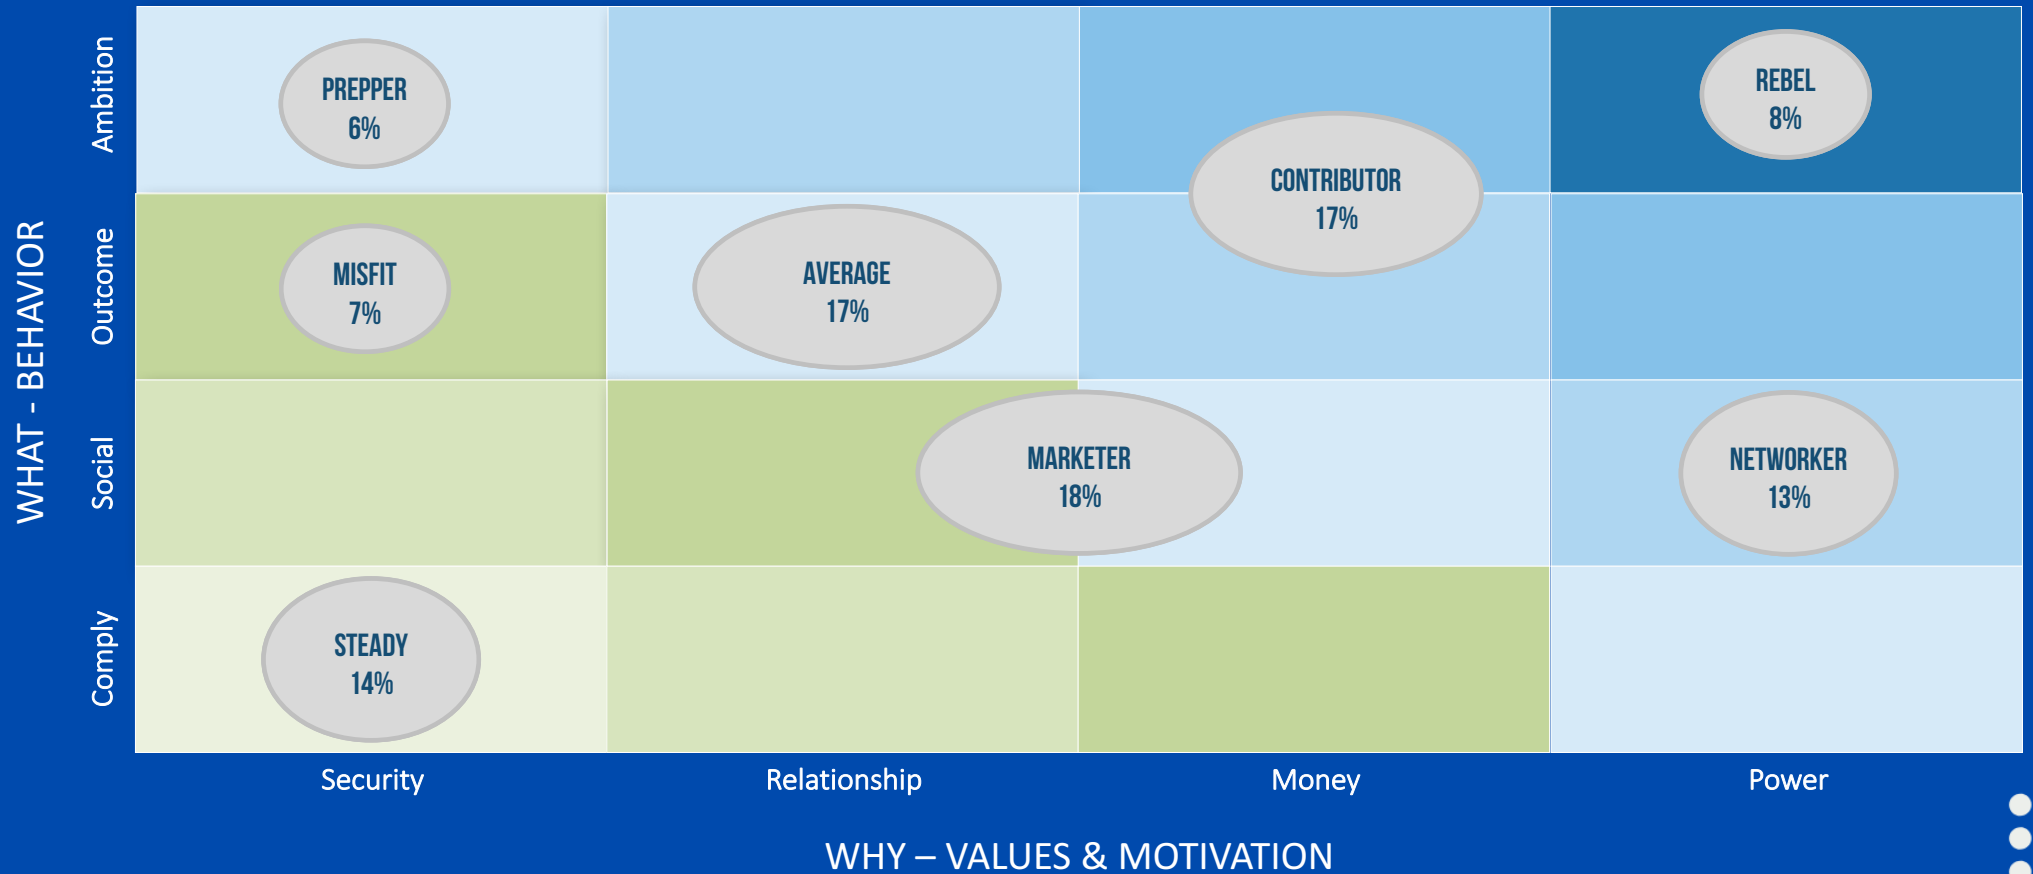 WHAT - BEHAVIOR
Ambition
PREPPER
6%
REBEL
8%
CONTRIBUTOR
17%
Outcome
MISFIT
7%
AVERAGE
17%
Social
MARKETER
18%
NETWORKER
13%
Comply
STEADY
14%
Security
Relationship
Money
Power
WHY – VALUES & MOTIVATION